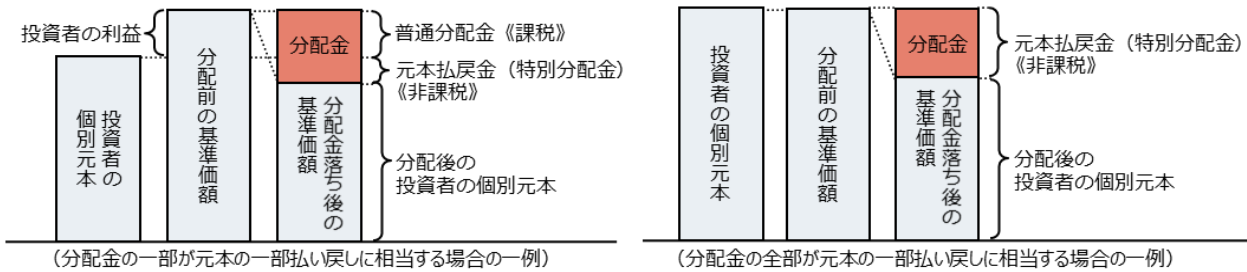 投資者の利益
投資者の
個別元本
分配前の基準価額
分配金
分配金落ち後の
基準価額
普通分配金《課税》
元本払戻金（特別分配金）
《非課税》
分配後の
投資者の個別元本
（分配金の一部が元本の一部払い戻しに相当する場合の一例）
投資者の個別元本
分配前の基準価額
分配金
分配金落ち後の
基準価額
元本払戻金（特別分配金）
《非課税》
分配後の
投資者の個別元本
（分配金の全部が元本の一部払い戻しに相当する場合の一例）